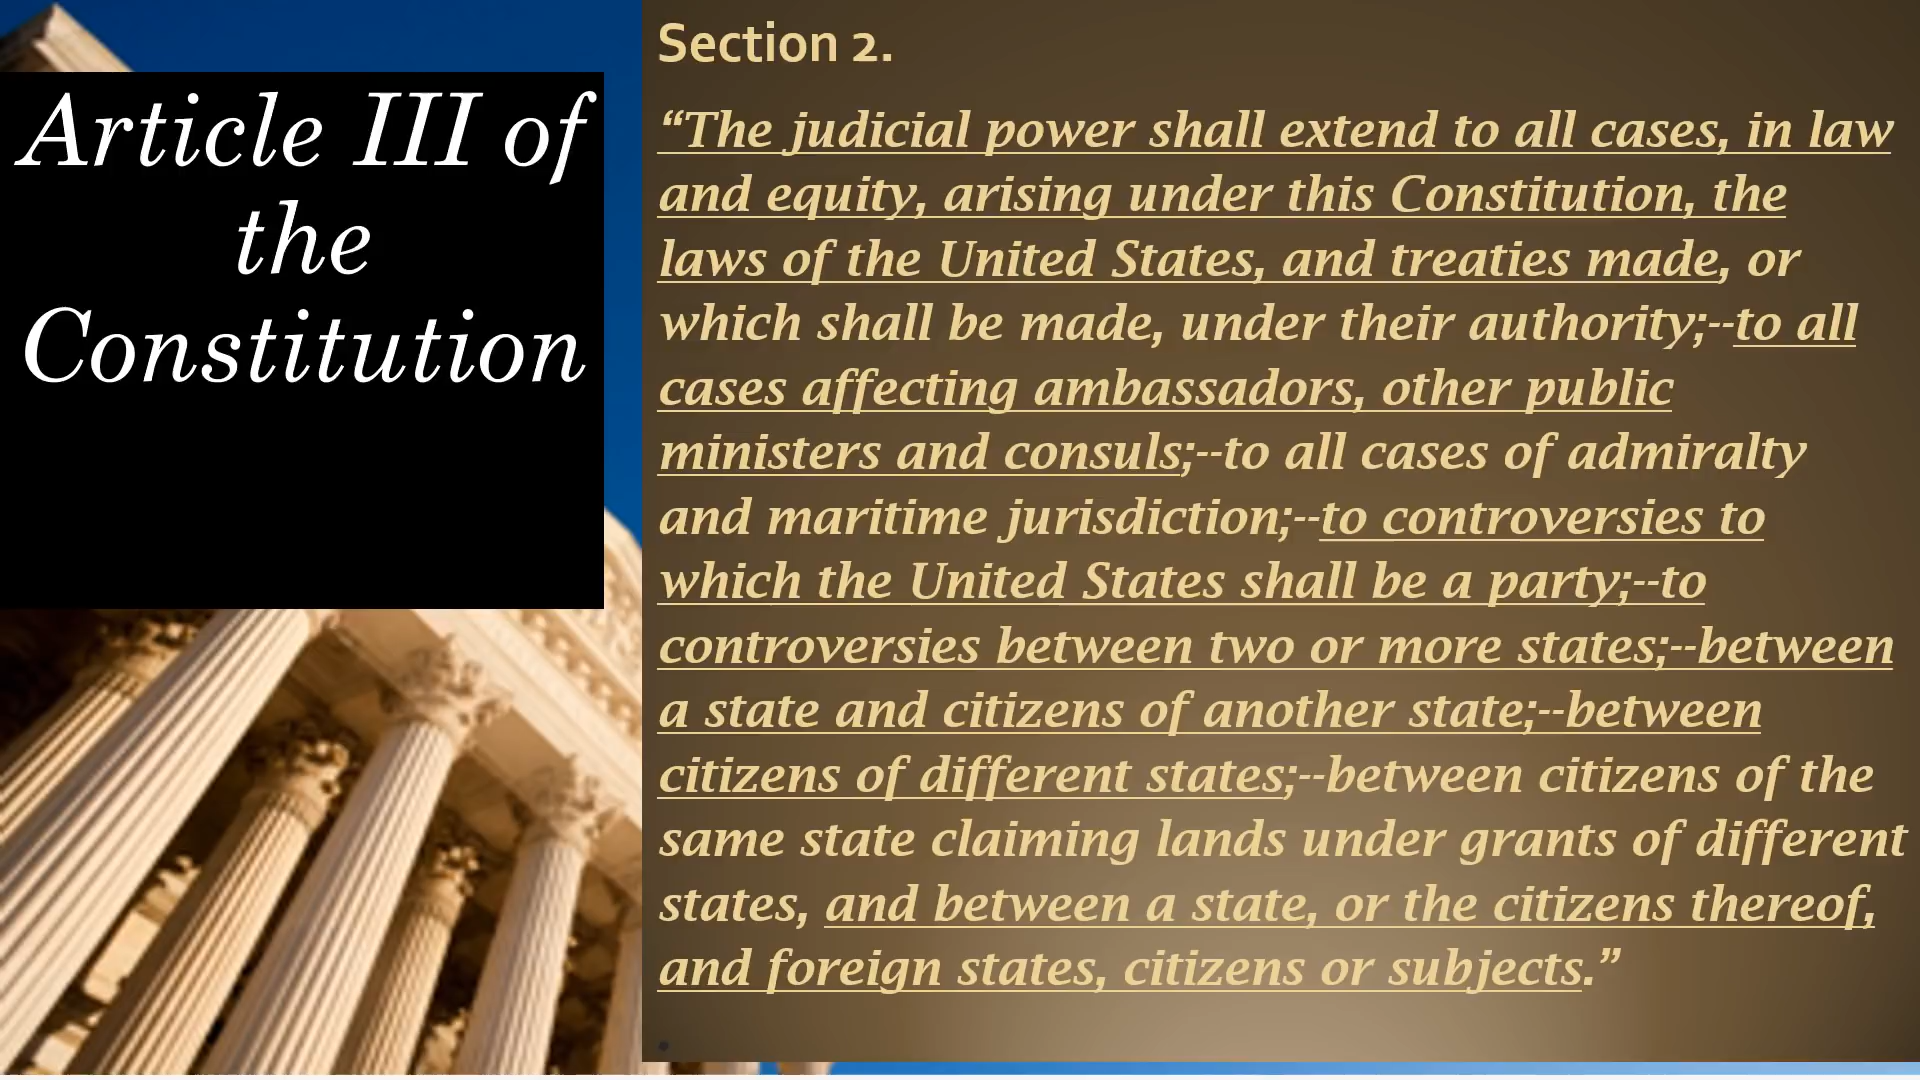 Article III of
the
Constitution
Section 2.
“The judicial power shall extend to all cases, in law
and equity, arising under this Constitution, the
laws of the United States, and treaties made, or
which shall be made, under their authority;--to all
cases affecting ambassadors, other public
ministers and consuls;--to all cases of admiralty
and maritime jurisdiction;--to controversies to
which the United States shall be a party;--to
controversies between two or more states;--between
a state and citizens of another state;--between
citizens of different states;--between citizens of the
same state claiming lands under grants of different
states, and between a state, or the citizens thereof,
and foreign states, citizens or subjects.”